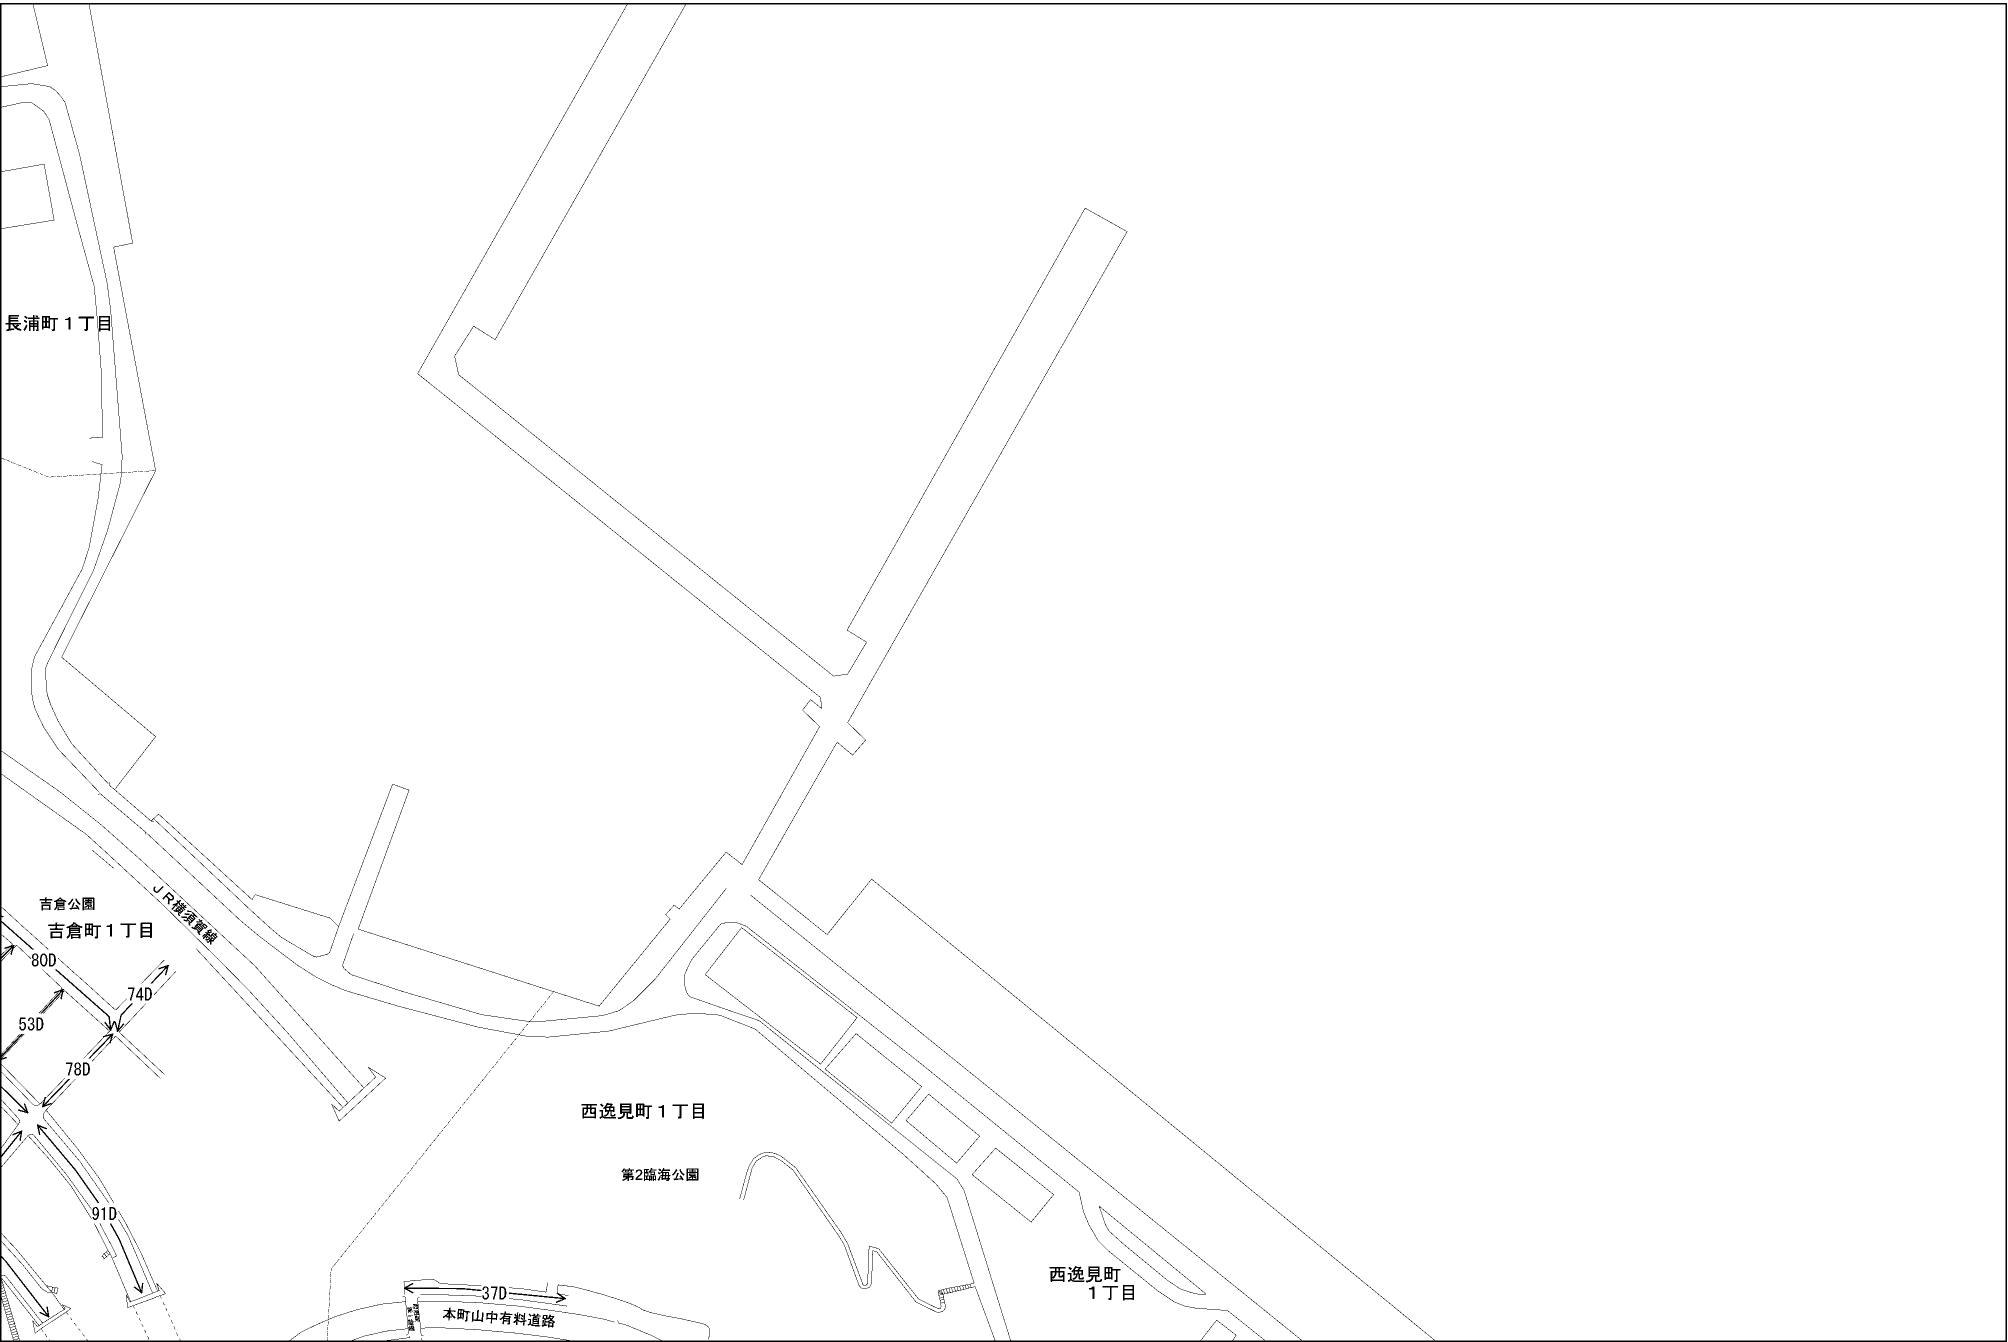 長浦町１丁目
吉倉公園
吉倉町１丁目
ＪＲ横須賀線
80D
74D
53D
78D
91D
西逸見町１丁目
第2臨海公園
西逸見町
１丁目
37D
本町山中有料道路